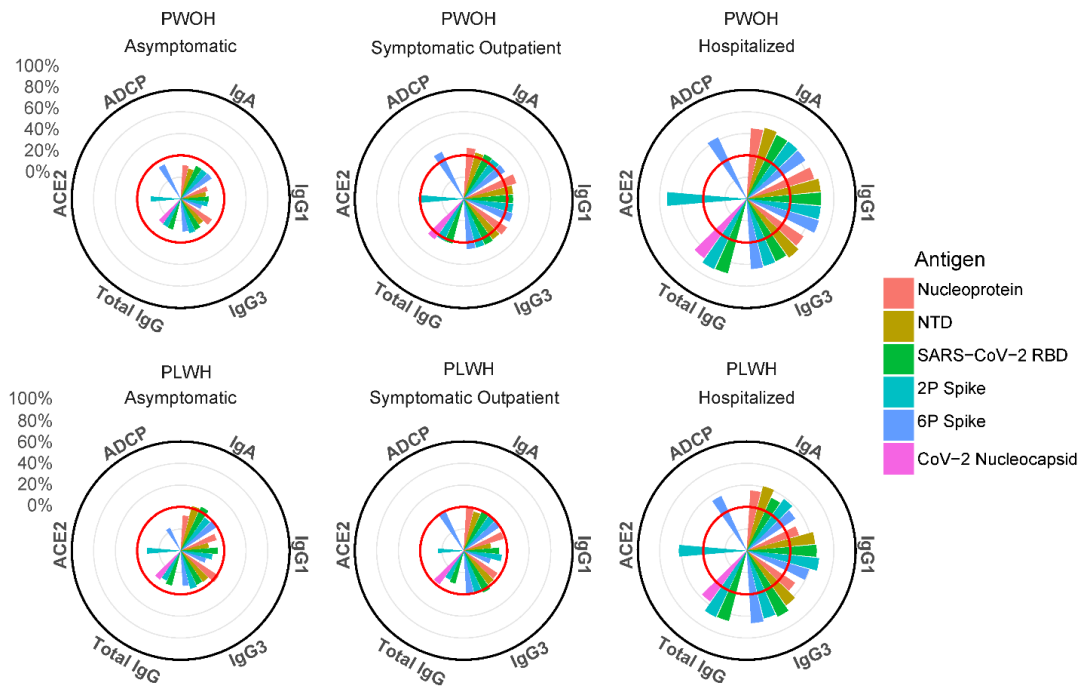 PWOH
Asymptomatic
PWOH
Symptomatic Outpatient
PWOH
Hospitalized
100%
80%
60%
40%
20%
0%
ADCP
IgA
ACE2
IgG1
Total IgG
IgG3
ADCP
IgA
ACE2
IgG1
Total IgG
IgG3
ADCP
IgA
ACE2
IgG1
Total IgG
IgG3
Antigen
Nucleoprotein
NTD
SARS−CoV−2 RBD
2P Spike
6P Spike
CoV−2 Nucleocapsid
PLWH
Asymptomatic
PLWH
Symptomatic Outpatient
PLWH
Hospitalized
100%
80%
60%
40%
20%
0%
ADCP
IgA
ACE2
IgG1
Total IgG
IgG3
ADCP
IgA
ACE2
IgG1
Total IgG
IgG3
ADCP
IgA
ACE2
IgG1
Total IgG
IgG3